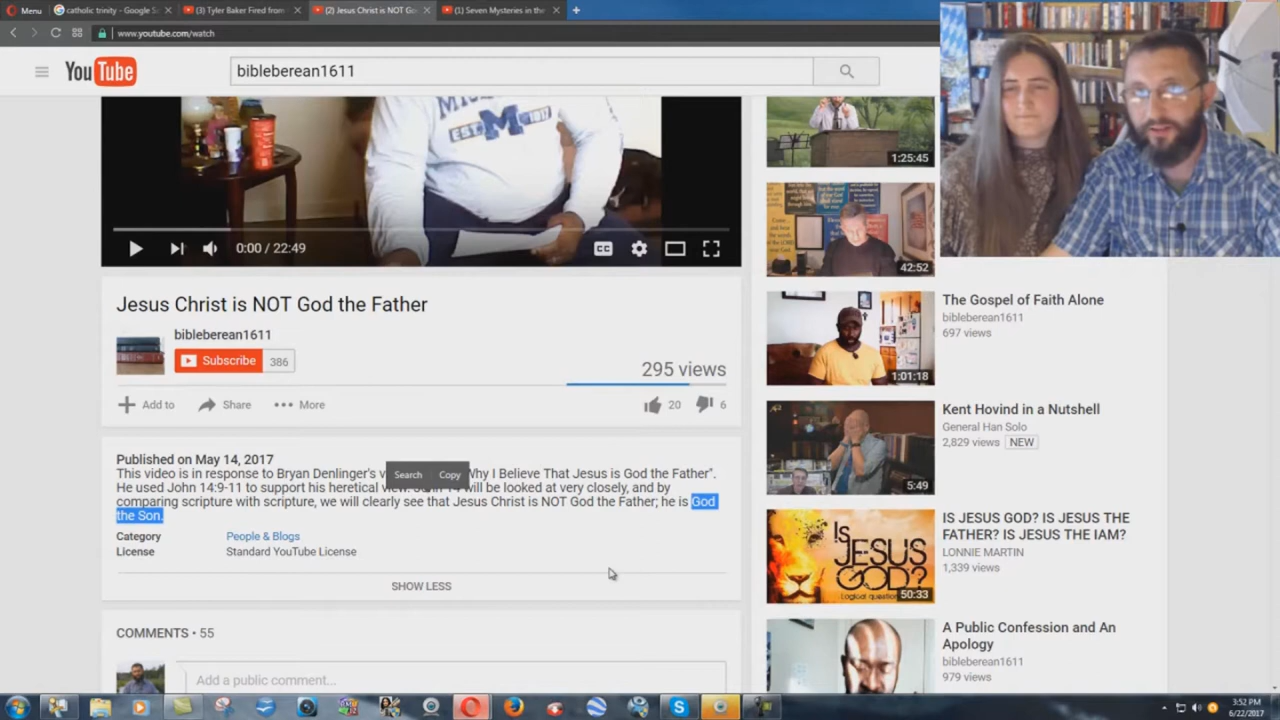 Menu
catholic trinity - Google S
(3) Tyler Baker Fired from
(2) Jesus Christ is NOT Go
(1) Seven Mysteries in the
www.youtube.com/watch
YouTube
bibleberean1611
EST. M 1817
0:00 / 22:49
CC
Jesus Christ is NOT God the Father
bibleberean1611
Subscribe 386
295 views
Add to Share More 20 6
Published on May 14, 2017
This video is in response to Bryan Denlinger's v Why I Believe That Jesus is God the Father".
Search Copy
He used John 14:9-11 to support his heretical will be looked at very closely, and by
comparing scripture with scripture, we will clearly see that Jesus Christ is NOT God the Father; he is God
the Son.
Category People & Blogs
License Standard YouTube License
SHOW LESS
COMMENTS • 55
Add a public comment...
1:25:45
42:52
1:01:18
The Gospel of Faith Alone
bibleberean1611
697 views
5:49
Kent Hovind in a Nutshell
General Han Solo
2,829 views NEW
IS
JESUS
GOD?
Logical question
50:33
IS JESUS GOD? IS JESUS THE
FATHER? IS JESUS THE IAM?
LONNIE MARTIN
1,339 views
A Public Confession and An
Apology
bibleberean1611
979 views
3:52 PM
6/22/2017